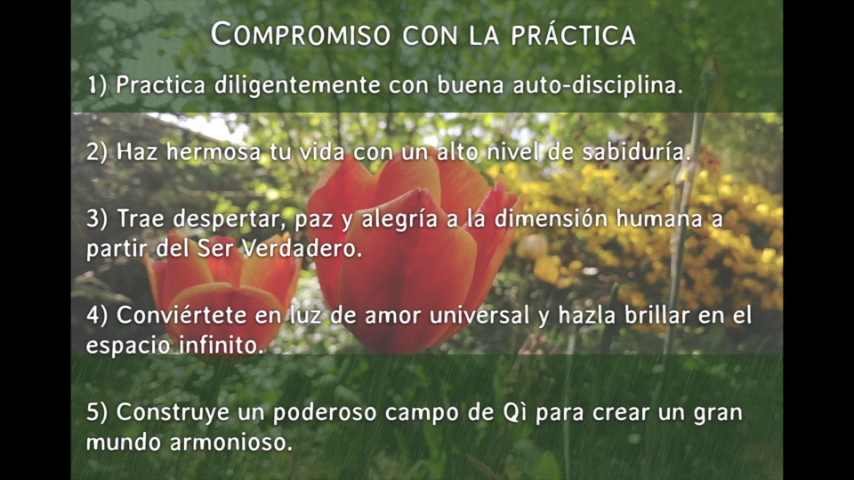 COMPROMISO CON LA PRÁCTICA
1) Practica diligentemente con buena auto-disciplina.
2) Haz hermosa tu vida con un alto nivel de sabiduría.
3) Trae despertar, paz y alegría a la dimensión humana a
partir del Ser Verdadero.
4) Conviértete en luz de amor universal y hazla brillar en el
espacio infinito.
5) Construye un poderoso campo de Qì para crear un gran
mundo armonioso.